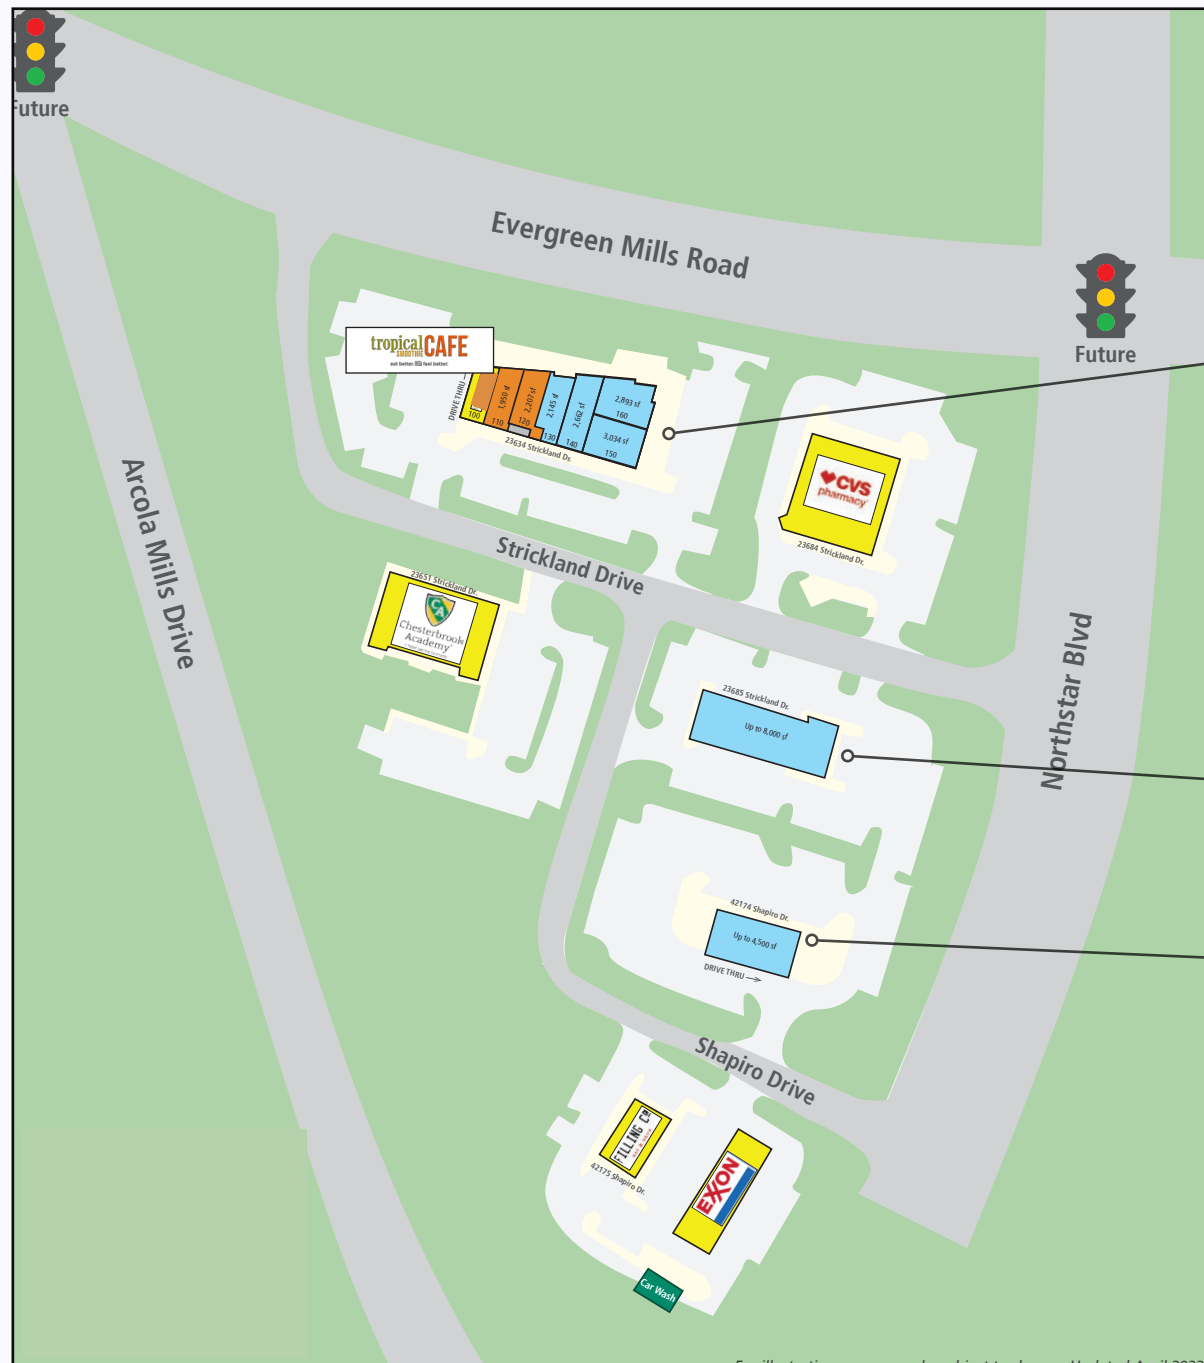 Future
Evergreen Mills Road
Future
tropical
SMOOTHIE
CAFE
eat better. feel better.
DRIVE THRU
100
1,950 sf
110
2,207 sf
120
2,145 sf
130
2,662 sf
140
2,893 sf
160
3,034 sf
150
23634 Strickland Dr.
CVS
pharmacy
23684 Strickland Dr.
Arcola Mills Drive
Strickland Drive
23651 Strickland Dr.
CA
Chesterbrook
Academy
Northstar Blvd
23685 Strickland Dr.
Up to 8,000 sf
42174 Shapiro Dr.
Up to 4,500 sf
DRIVE THRU
Shapiro Drive
FILLING CO
42175 Shapiro Dr.
EXXON
Car Wash